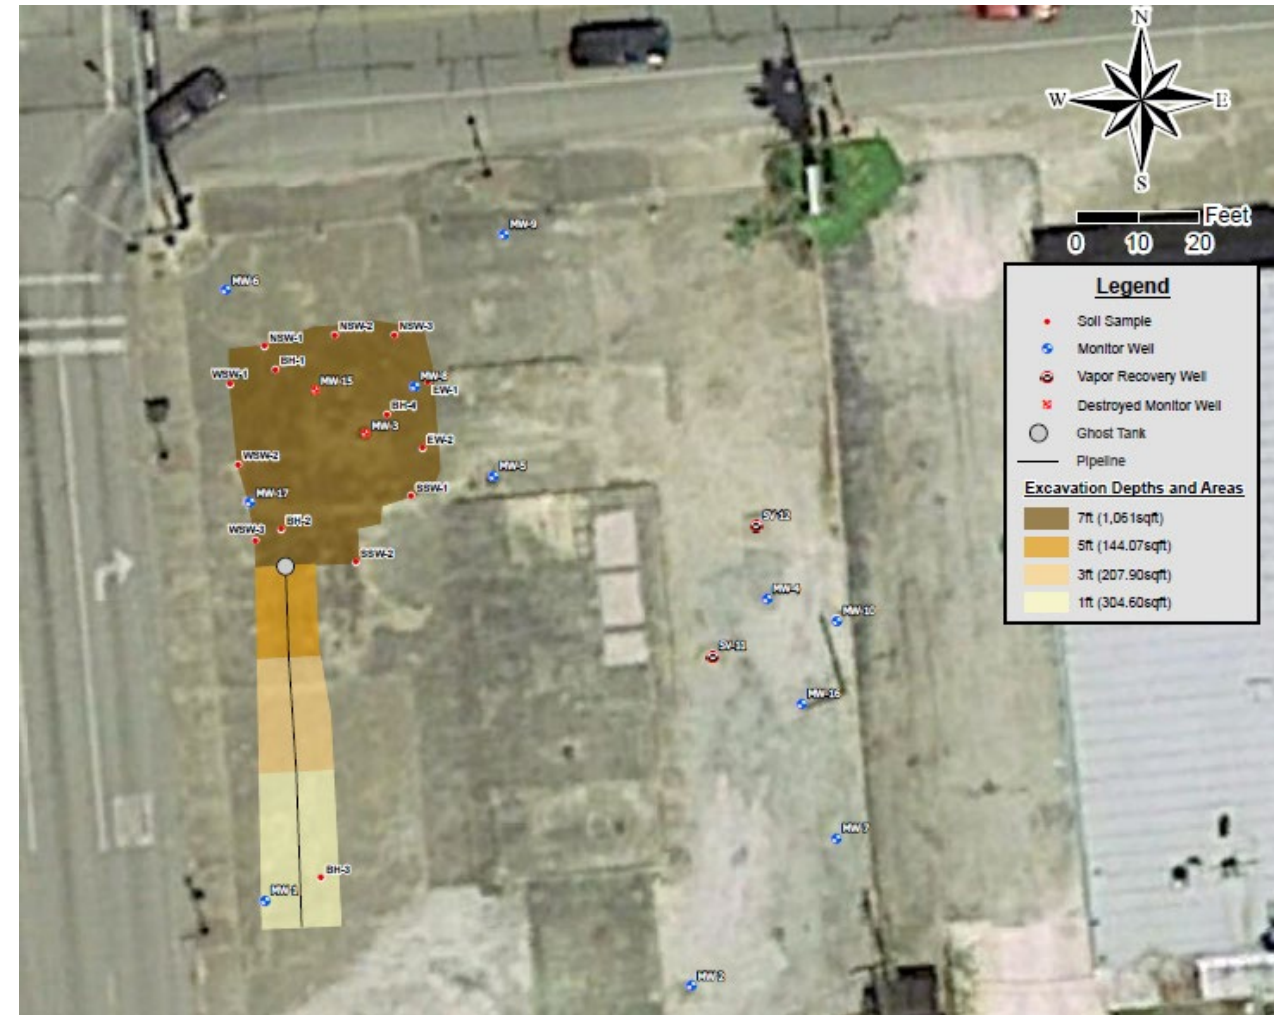 N
W E
S
Feet
0 10 20
Legend
Soil Sample
Monitor Well
Vapor Recovery Well
Destroyed Monitor Well
Ghost Tank
Pipeline
Excavation Depths and Areas
7ft (1,061sqft)
5ft (144.07sqft)
3ft (207.90sqft)
1ft (304.60sqft)
MW-9
MW-6
NSW-1
NSW-2
NSW-3
BH-1
WSW-1
MW-15
MW-8
EW-1
BH-4
MW-3
EW-2
WSW-2
MW-5
SSW-1
MW-17
BH-2
WSW-3
SSW-2
SV-12
MW-4
MW-10
SV-11
MW-16
MW-7
BH-3
MW-1
MW-2